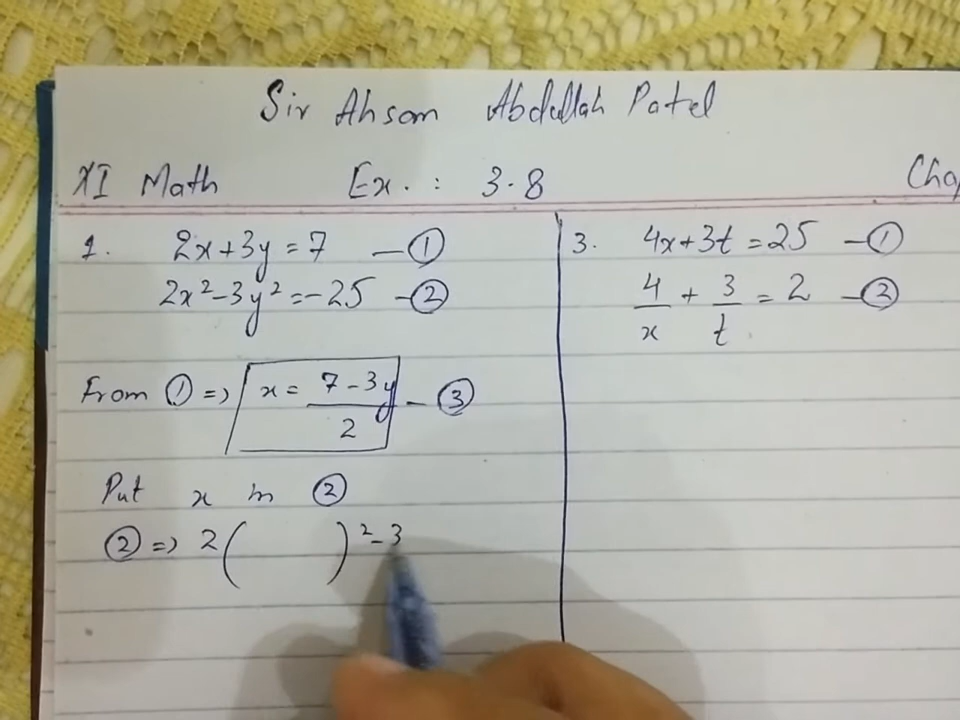 Sir Ahsom Abdullah Patel
XI Math Ex. : 3.8 Chap
1. 2x+3y=7 —①
2x²-3y²=-25 —②
From ① => x = 7-3y / 2 — ③
Put x in ②
② => 2( )²-3
3. 4x+3t=25 —①
4/x + 3/t = 2 —②